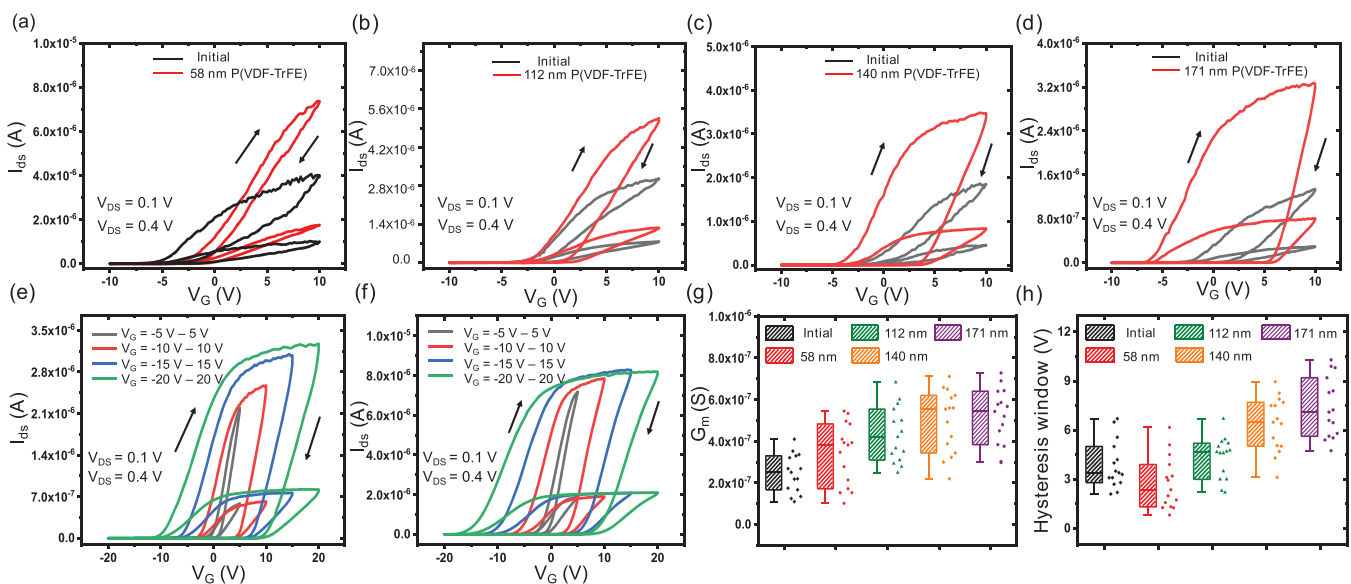 (a)
1.0x10⁻⁵
8.0x10⁻⁶
6.0x10⁻⁶
4.0x10⁻⁶
2.0x10⁻⁶
0.0
Ids (A)
Initial
58 nm P(VDF-TrFE)
VDS = 0.1 V
VDS = 0.4 V
-10 -5 0 5 10
VG (V)
(b)
7.0x10⁻⁶
5.6x10⁻⁶
4.2x10⁻⁶
2.8x10⁻⁶
1.4x10⁻⁶
0.0
Ids (A)
Initial
112 nm P(VDF-TrFE)
VDS = 0.1 V
VDS = 0.4 V
-10 -5 0 5 10
VG (V)
(c)
5.0x10⁻⁶
4.0x10⁻⁶
3.0x10⁻⁶
2.0x10⁻⁶
1.0x10⁻⁶
0.0
Ids (A)
Initial
140 nm P(VDF-TrFE)
VDS = 0.1 V
VDS = 0.4 V
-10 -5 0 5 10
VG (V)
(d)
4.0x10⁻⁶
3.2x10⁻⁶
2.4x10⁻⁶
1.6x10⁻⁶
8.0x10⁻⁷
0.0
Ids (A)
Initial
171 nm P(VDF-TrFE)
VDS = 0.1 V
VDS = 0.4 V
-10 -5 0 5 10
VG (V)
(e)
3.5x10⁻⁶
2.8x10⁻⁶
2.1x10⁻⁶
1.4x10⁻⁶
7.0x10⁻⁷
0.0
Ids (A)
VG = -5 V – 5 V
VG = -10 V – 10 V
VG = -15 V – 15 V
VG = -20 V – 20 V
VDS = 0.1 V
VDS = 0.4 V
-20 -10 0 10 20
VG (V)
(f)
1.0x10⁻⁵
8.0x10⁻⁶
6.0x10⁻⁶
4.0x10⁻⁶
2.0x10⁻⁶
0.0
Ids (A)
VG = -5 V – 5 V
VG = -10 V – 10 V
VG = -15 V – 15 V
VG = -20 V – 20 V
VDS = 0.1 V
VDS = 0.4 V
-20 -10 0 10 20
VG (V)
(g)
1.0x10⁻⁶
8.0x10⁻⁷
6.0x10⁻⁷
4.0x10⁻⁷
2.0x10⁻⁷
0.0
Gm (S)
Intial 112 nm 171 nm
58 nm 140 nm
(h)
12
9
6
3
0
Hysteresis window (V)
Intial 112 nm 171 nm
58 nm 140 nm